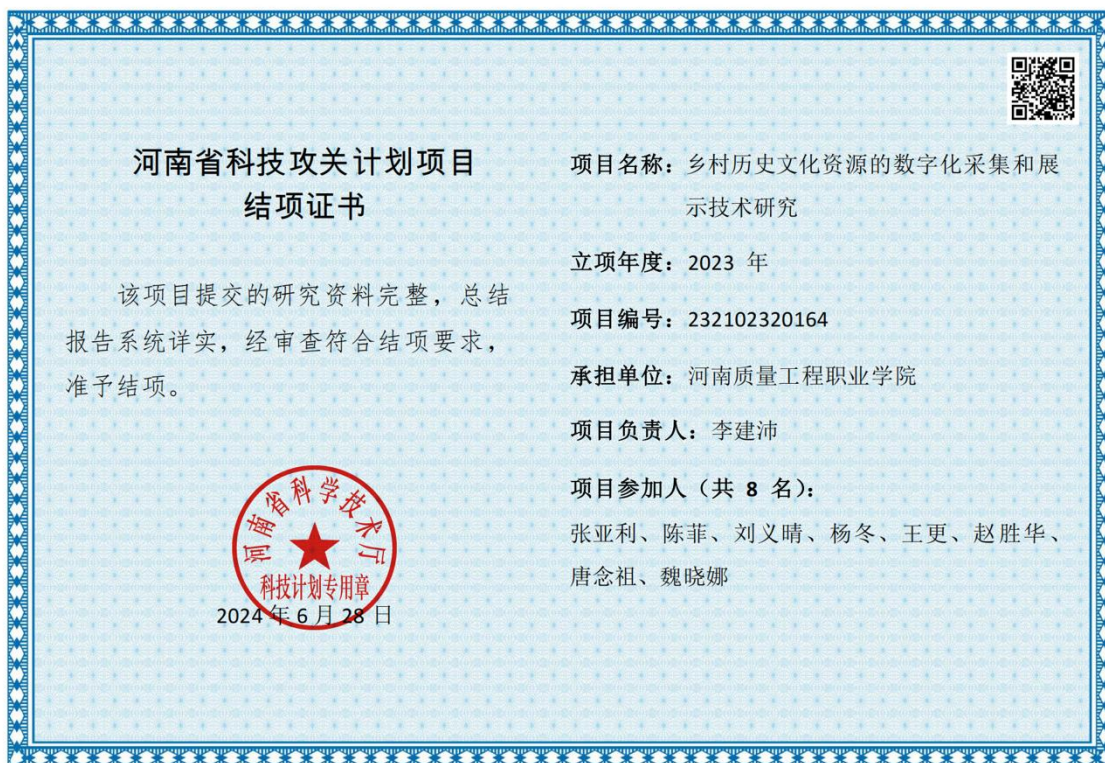 河南省科技攻关计划项目
结项证书
该项目提交的研究资料完整，总结
报告系统详实，经审查符合结项要求，
准予结项。
河南省科学技术厅
科技计划专用章
2024 年 6 月 28 日
项目名称：乡村历史文化资源的数字化采集和展
示技术研究
立项年度：2023 年
项目编号：232102320164
承担单位：河南质量工程职业学院
项目负责人：李建沛
项目参加人（共 8 名）：
张亚利、陈菲、刘义晴、杨冬、王更、赵胜华、
唐念祖、魏晓娜